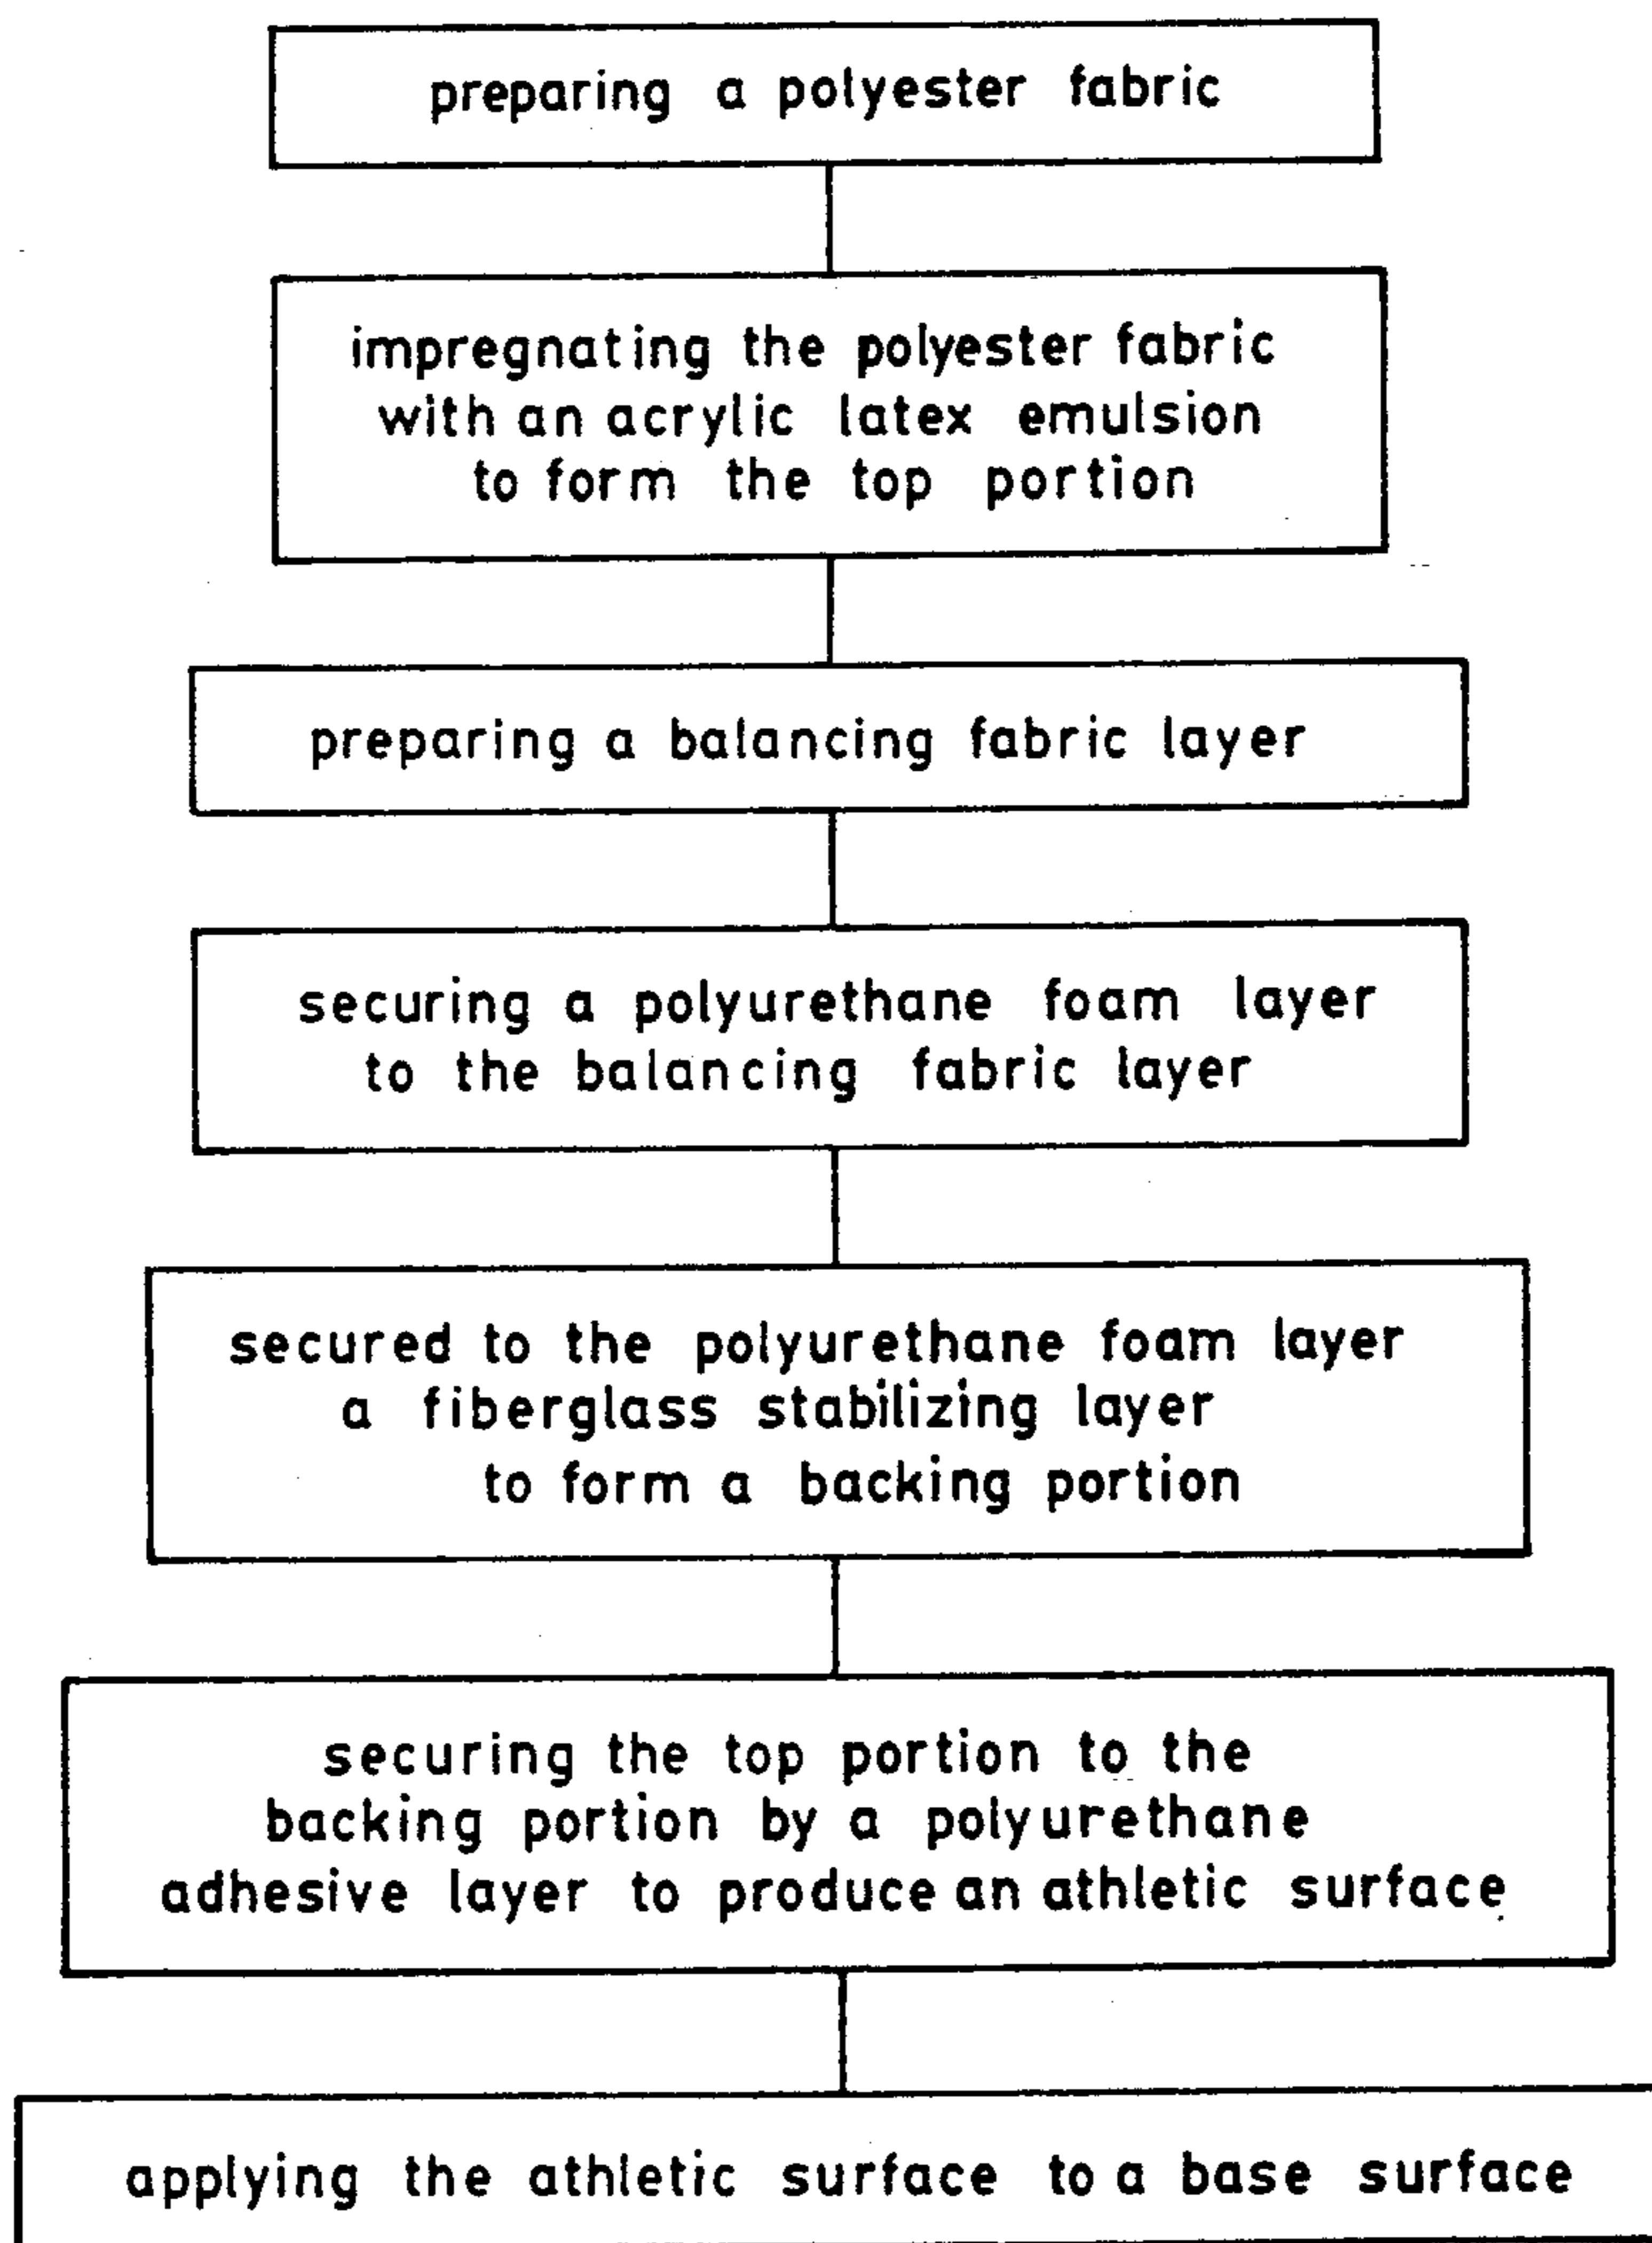 preparing a polyester fabric
impregnating the polyester fabric
with an acrylic latex emulsion
to form the top portion
preparing a balancing fabric layer
securing a polyurethane foam layer
to the balancing fabric layer
secured to the polyurethane foam layer
a fiberglass stabilizing layer
to form a backing portion
securing the top portion to the
backing portion by a polyurethane
adhesive layer to produce an athletic surface
applying the athletic surface to a base surface